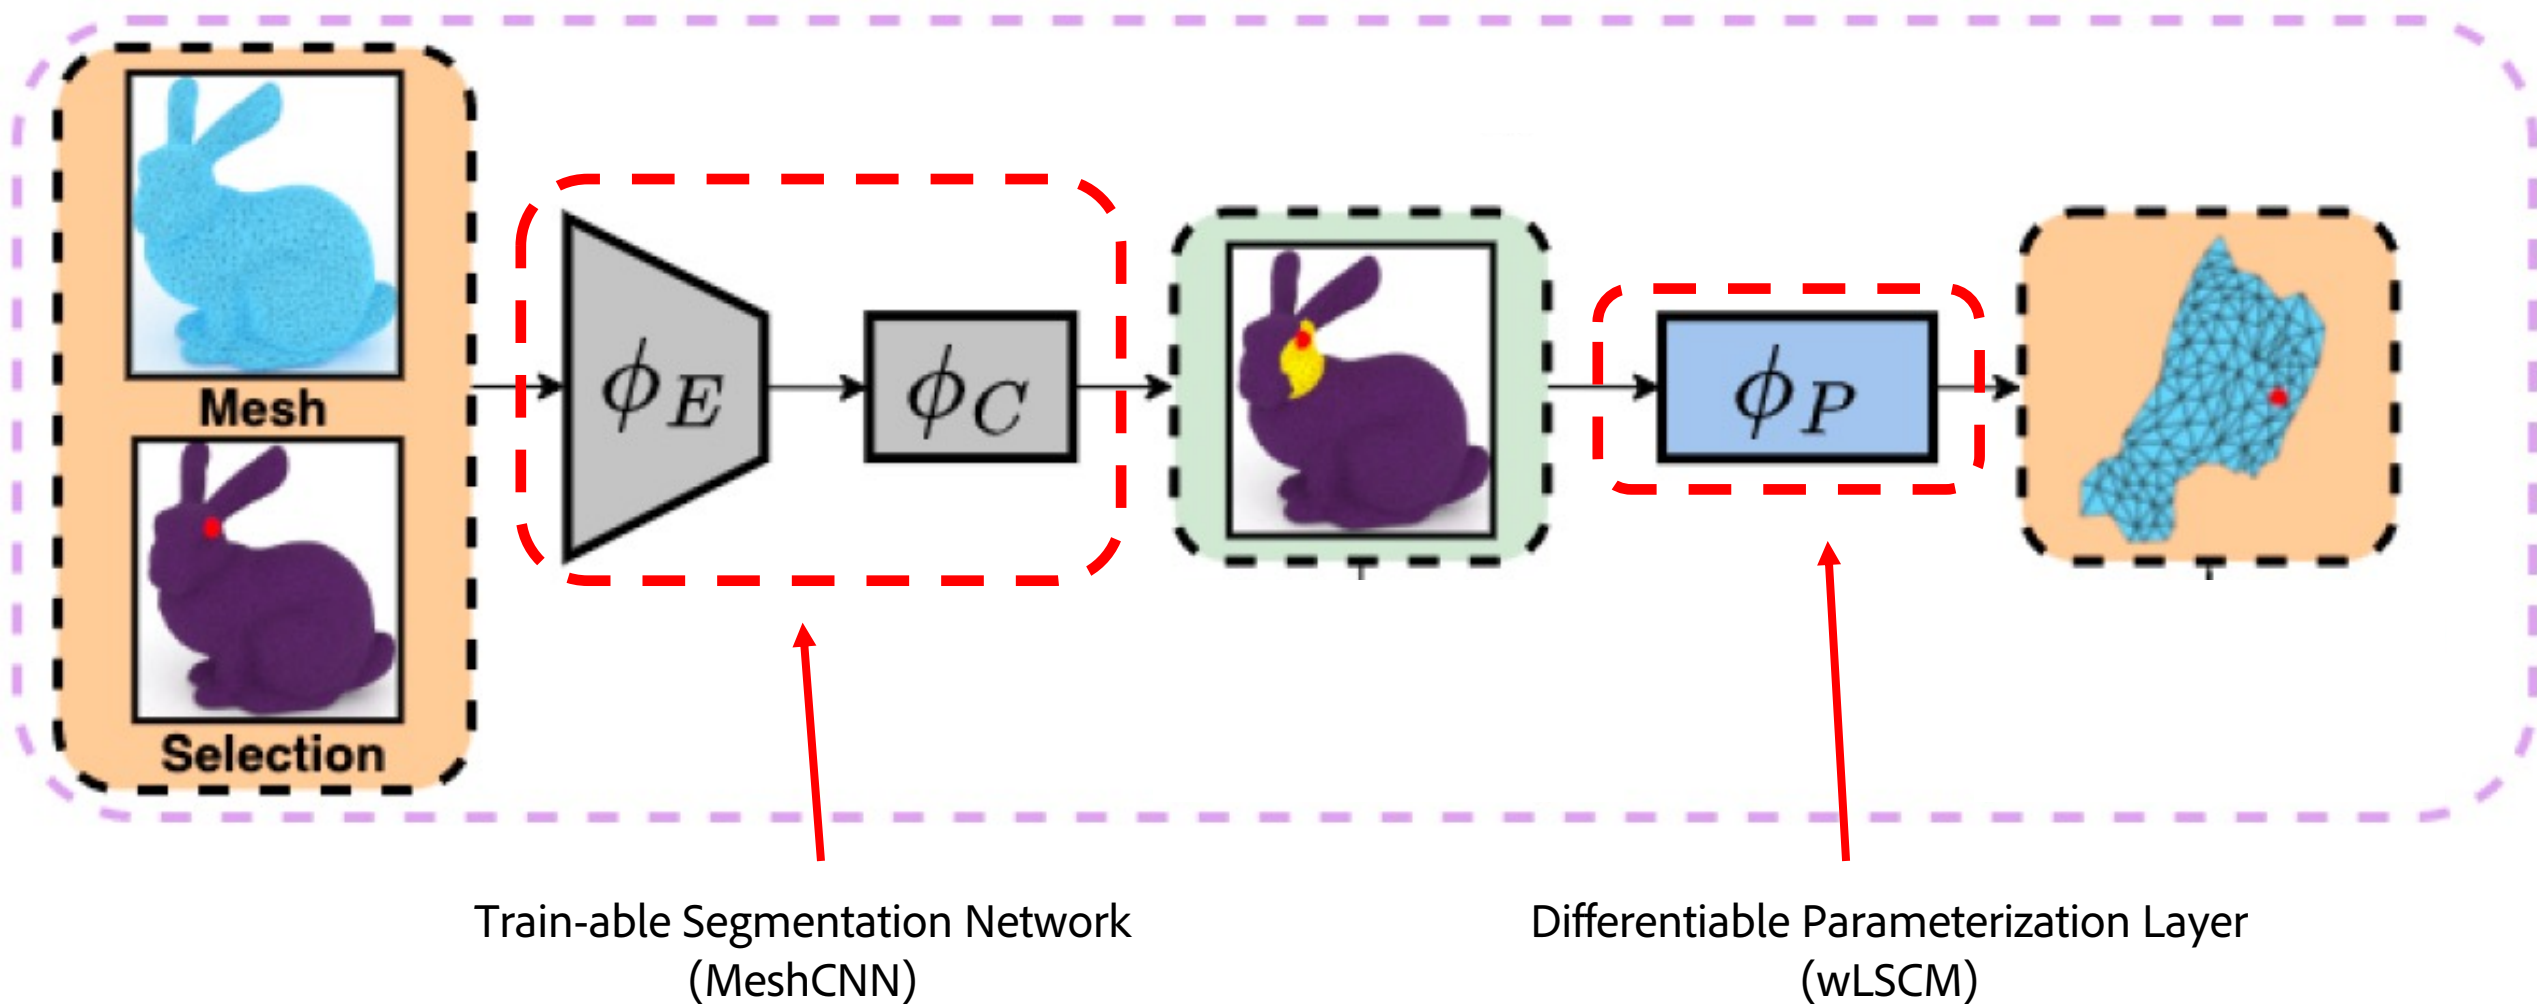 Mesh
Selection
ϕE
ϕC
ϕP
Train-able Segmentation Network
(MeshCNN)
Differentiable Parameterization Layer
(wLSCM)